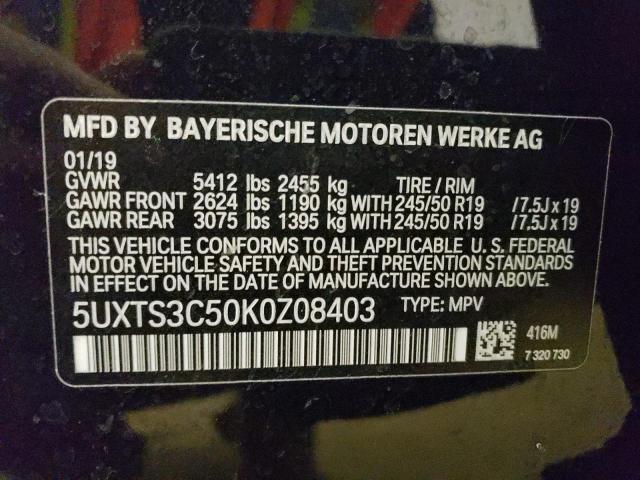 MFD BY BAYERISCHE MOTOREN WERKE AG
01/19
GVWR 5412 lbs 2455 kg TIRE / RIM
GAWR FRONT 2624 lbs 1190 kg WITH 245/50 R19 / 7.5J x 19
GAWR REAR 3075 lbs 1395 kg WITH 245/50 R19 / 7.5J x 19
THIS VEHICLE CONFORMS TO ALL APPLICABLE U. S. FEDERAL
MOTOR VEHICLE SAFETY AND THEFT PREVENTION STANDARDS
IN EFFECT ON THE DATE OF MANUFACTURE SHOWN ABOVE.
5UXTS3C50K0Z08403 TYPE: MPV
416M
7 320 730